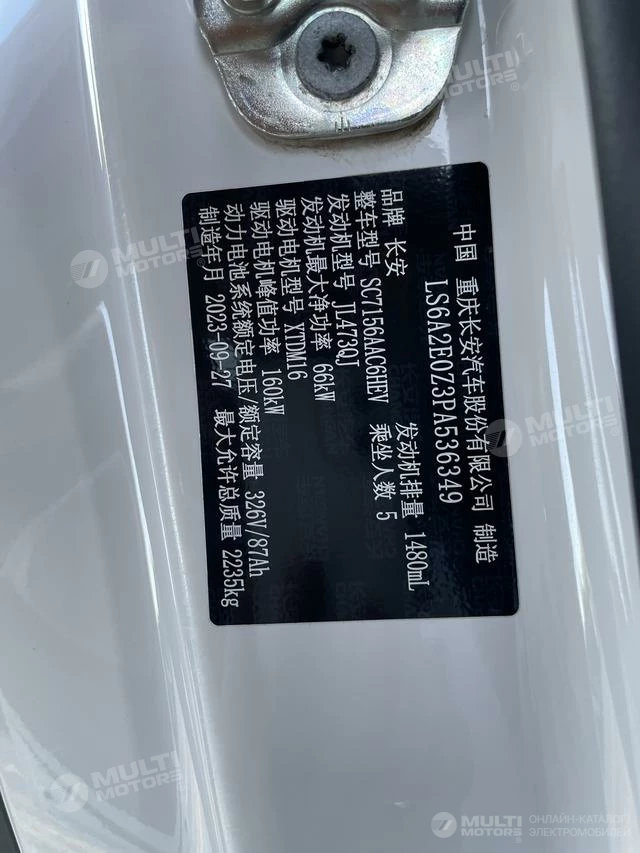 中国 重庆长安汽车股份有限公司 制造
LS6A2E0Z3PA536349
品牌 长安
整车型号 SC7156AAC6HEV 乘坐人数 5
发动机型号 JL473QJ 发动机排量 1480mL
发动机最大净功率 66kW
驱动电机型号 XTDM16
驱动电机峰值功率 160kW
动力电池系统额定电压/额定容量 326V/87Ah
制造年月 2023-09-27 最大允许总质量 2235kg
MULTI MOTORS
MULTI MOTORS
MULTI MOTORS
MULTI MOTORS
MULTI MOTORS
ОНЛАЙН-КАТАЛОГ
ЭЛЕКТРОМОБИЛЕЙ